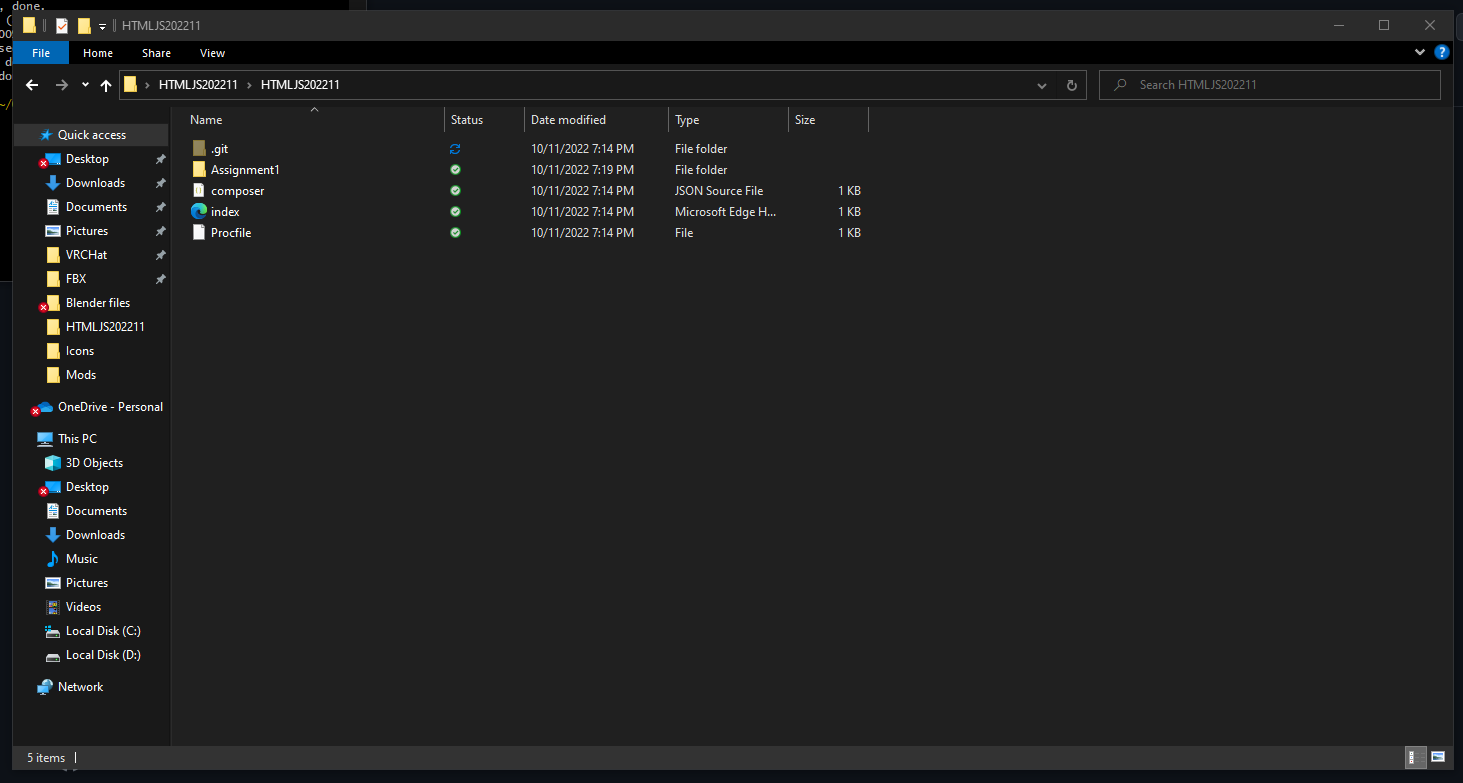 , done.
HTMLJS202211
File Home Share View
HTMLJS202211 HTMLJS202211
Search HTMLJS202211
Name Status Date modified Type Size
Quick access
Desktop
Downloads
Documents
Pictures
VRCHat
FBX
Blender files
HTMLJS202211
Icons
Mods
OneDrive - Personal
This PC
3D Objects
Desktop
Documents
Downloads
Music
Pictures
Videos
Local Disk (C:)
Local Disk (D:)
Network
.git 10/11/2022 7:14 PM File folder
Assignment1 10/11/2022 7:19 PM File folder
composer 10/11/2022 7:14 PM JSON Source File 1 KB
index 10/11/2022 7:14 PM Microsoft Edge H... 1 KB
Procfile 10/11/2022 7:14 PM File 1 KB
5 items